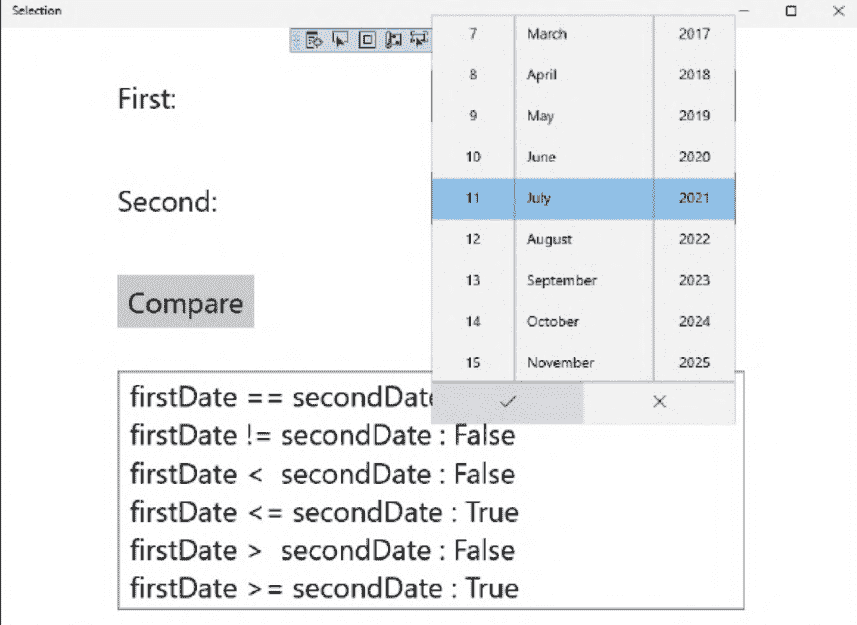 Selection
First:
Second:
Compare
7 March 2017
8 April 2018
9 May 2019
10 June 2020
11 July 2021
12 August 2022
13 September 2023
14 October 2024
15 November 2025
firstDate == secondDate
firstDate != secondDate : False
firstDate < secondDate : False
firstDate <= secondDate : True
firstDate > secondDate : False
firstDate >= secondDate : True